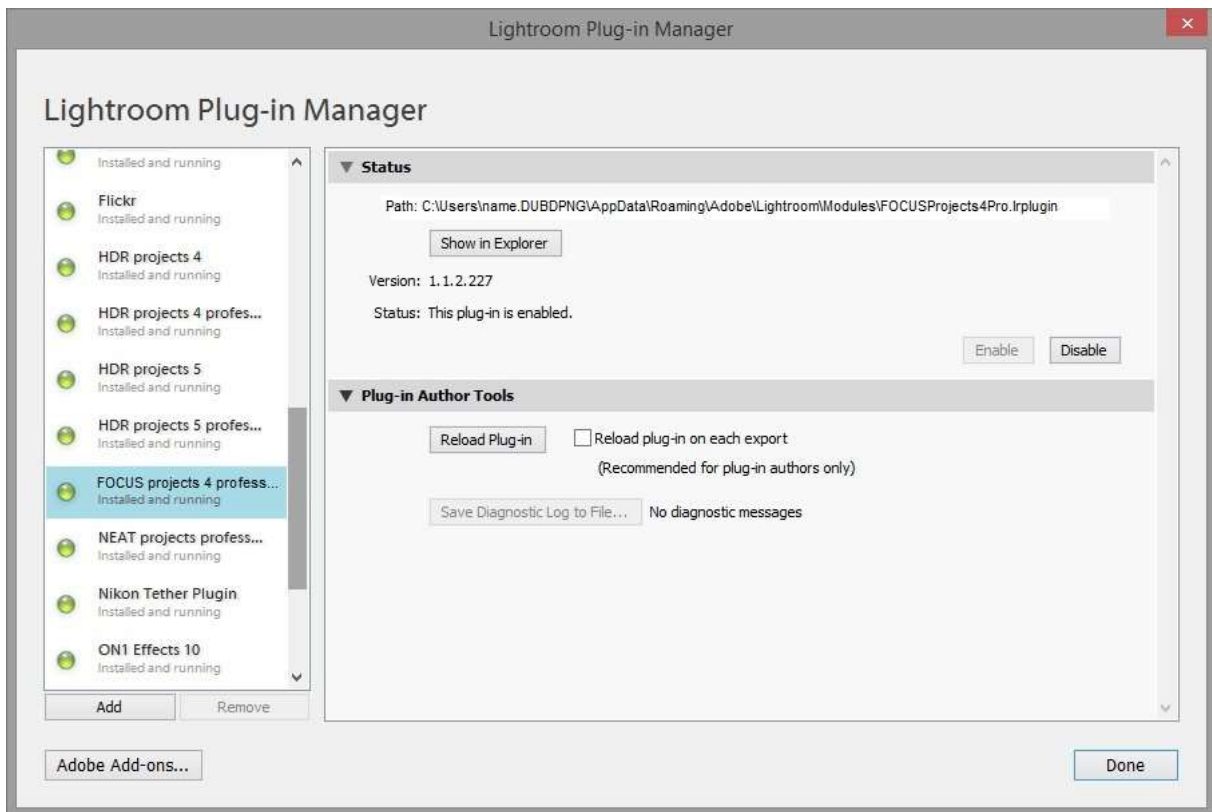 Lightroom Plug-in Manager
Lightroom Plug-in Manager
Installed and running
Flickr
Installed and running
HDR projects 4
Installed and running
HDR projects 4 profes...
Installed and running
HDR projects 5
Installed and running
HDR projects 5 profes...
Installed and running
FOCUS projects 4 profess...
Installed and running
NEAT projects profess...
Installed and running
Nikon Tether Plugin
Installed and running
ON1 Effects 10
Installed and running
Add Remove
Status
Path: C:\Users\name.DUBDPNG\AppData\Roaming\Adobe\Lightroom\Modules\FOCUSProjects4Pro.lrplugin
Show in Explorer
Version: 1.1.2.227
Status: This plug-in is enabled.
Enable Disable
Plug-in Author Tools
Reload Plug-in Reload plug-in on each export
(Recommended for plug-in authors only)
Save Diagnostic Log to File... No diagnostic messages
Adobe Add-ons... Done